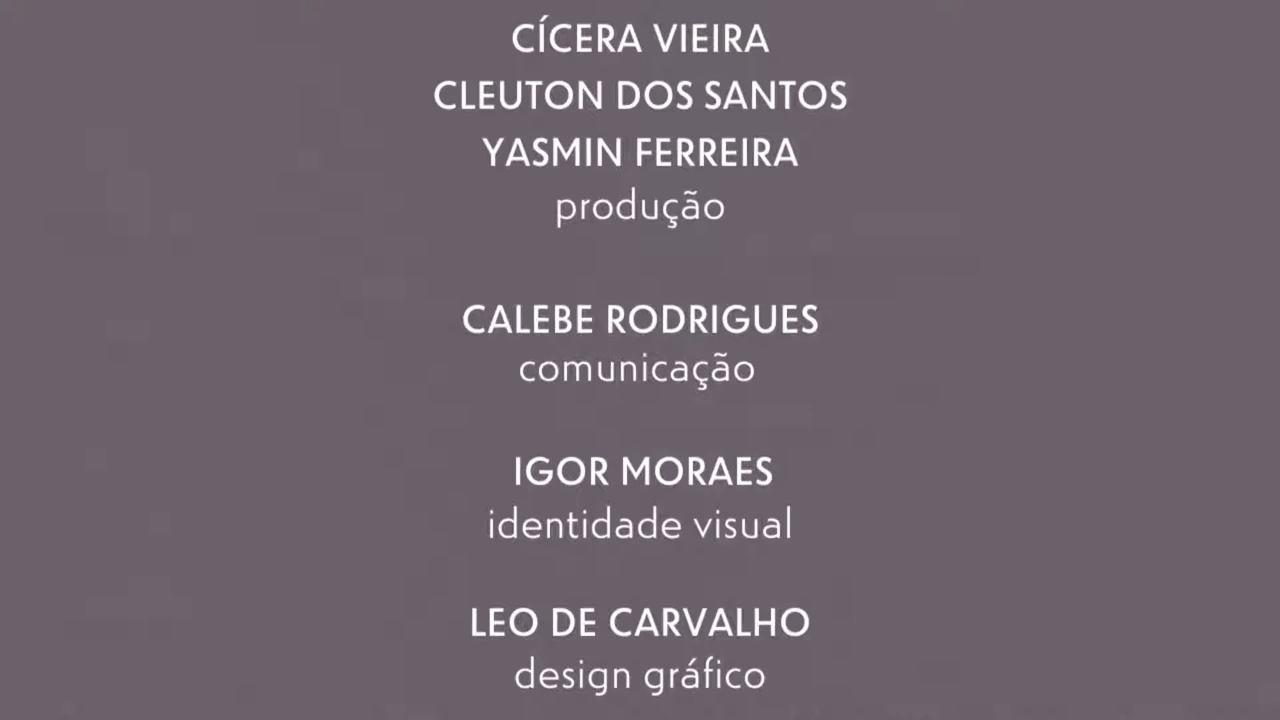 CÍCERA VIEIRA
CLEUTON DOS SANTOS
YASMIN FERREIRA
produção
CALEBE RODRIGUES
comunicação
IGOR MORAES
identidade visual
LEO DE CARVALHO
design gráfico